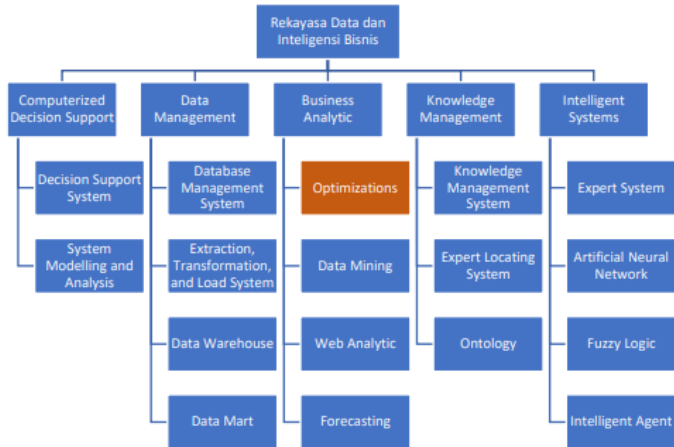 Rekayasa Data dan
Inteligensi Bisnis
Computerized
Decision Support
Data
Management
Business
Analytic
Knowledge
Management
Intelligent
Systems
Decision Support
System
Database
Management
System
Optimizations
Knowledge
Management
System
Expert System
System
Modelling and
Analysis
Extraction,
Transformation,
and Load System
Data Mining
Expert Locating
System
Artificial Neural
Network
Data Warehouse
Web Analytic
Ontology
Fuzzy Logic
Data Mart
Forecasting
Intelligent Agent